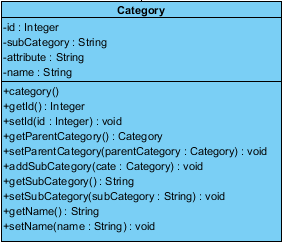 Category
-id : Integer
-subCategory : String
-attribute : String
-name : String
+category()
+getId() : Integer
+setId(id : Integer) : void
+getParentCategory() : Category
+setParentCategory(parentCategory : Category) : void
+addSubCategory(cate : Category) : void
+getSubCategory() : String
+setSubCategory(subCategory : String) : void
+getName() : String
+setName(name : String) : void